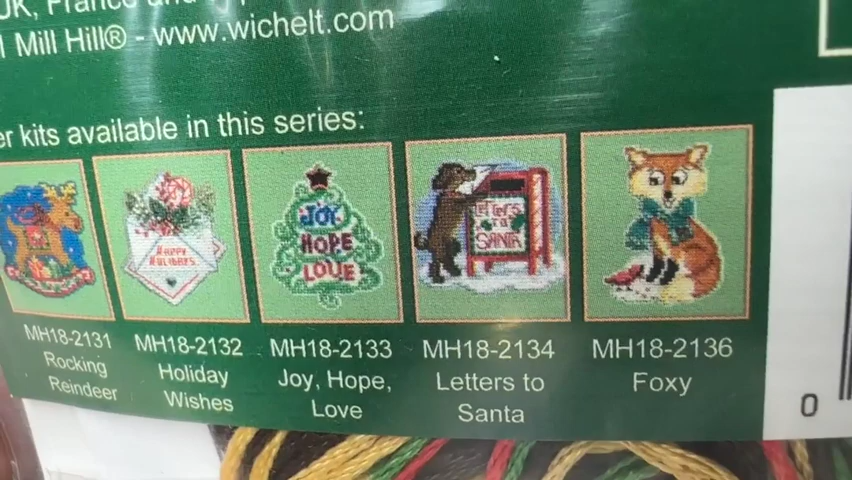 UK, France and
Mill Hill® - www.wichelt.com
er kits available in this series:
JOY
HOPE
LOVE
HAPPY
HOLIDAYS
LETTERS
TO
SANTA
MH18-2131
Rocking
Reindeer
MH18-2132
Holiday
Wishes
MH18-2133
Joy, Hope,
Love
MH18-2134
Letters to
Santa
MH18-2136
Foxy
0